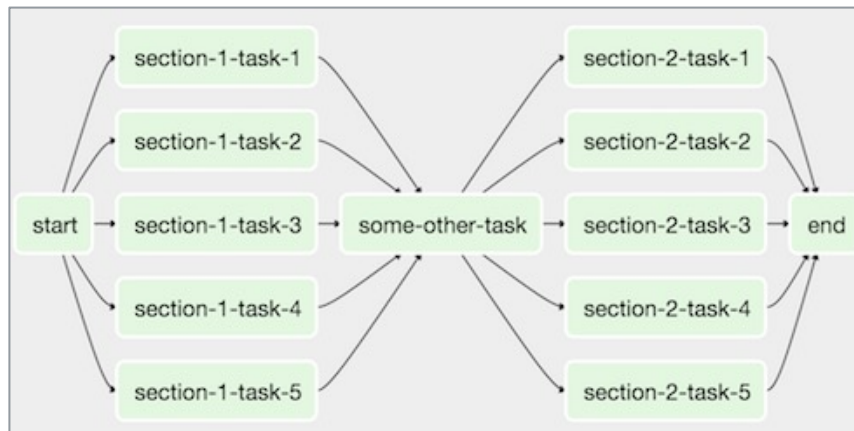 section-1-task-1
section-2-task-1
section-1-task-2
section-2-task-2
start
section-1-task-3
some-other-task
section-2-task-3
end
section-1-task-4
section-2-task-4
section-1-task-5
section-2-task-5